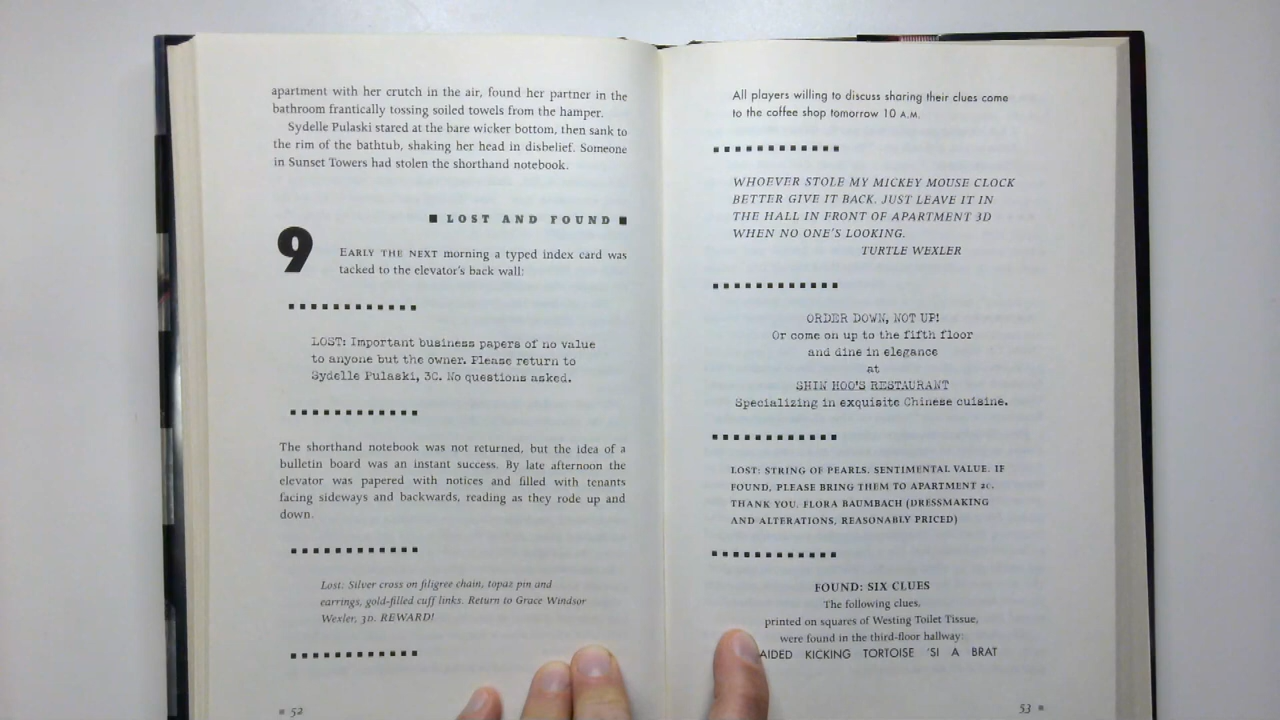 apartment with her crutch in the air, found her partner in the
bathroom frantically tossing soiled towels from the hamper.
Sydelle Pulaski stared at the bare wicker bottom, then sank to
the rim of the bathtub, shaking her head in disbelief. Someone
in Sunset Towers had stolen the shorthand notebook.
■ LOST AND FOUND ■
9
EARLY THE NEXT morning a typed index card was
tacked to the elevator's back wall:
LOST: Important business papers of no value
to anyone but the owner. Please return to
Sydelle Pulaski, 3C. No questions asked.
The shorthand notebook was not returned, but the idea of a
bulletin board was an instant success. By late afternoon the
elevator was papered with notices and filled with tenants
facing sideways and backwards, reading as they rode up and
down.
Lost: Silver cross on filigree chain, topaz pin and
earrings, gold-filled cuff links. Return to Grace Windsor
Wexler, 3D. REWARD!
■ 52
All players willing to discuss sharing their clues come
to the coffee shop tomorrow 10 A.M.
WHOEVER STOLE MY MICKEY MOUSE CLOCK
BETTER GIVE IT BACK. JUST LEAVE IT IN
THE HALL IN FRONT OF APARTMENT 3D
WHEN NO ONE'S LOOKING.
TURTLE WEXLER
ORDER DOWN, NOT UP!
Or come on up to the fifth floor
and dine in elegance
at
SHIN HOO'S RESTAURANT
Specializing in exquisite Chinese cuisine.
LOST: STRING OF PEARLS. SENTIMENTAL VALUE. IF
FOUND, PLEASE BRING THEM TO APARTMENT 2C.
THANK YOU. FLORA BAUMBACH (DRESSMAKING
AND ALTERATIONS, REASONABLY PRICED)
FOUND: SIX CLUES
The following clues,
printed on squares of Westing Toilet Tissue,
were found in the third-floor hallway:
KICKING TORTOISE 'SI A BRAT
53 ■